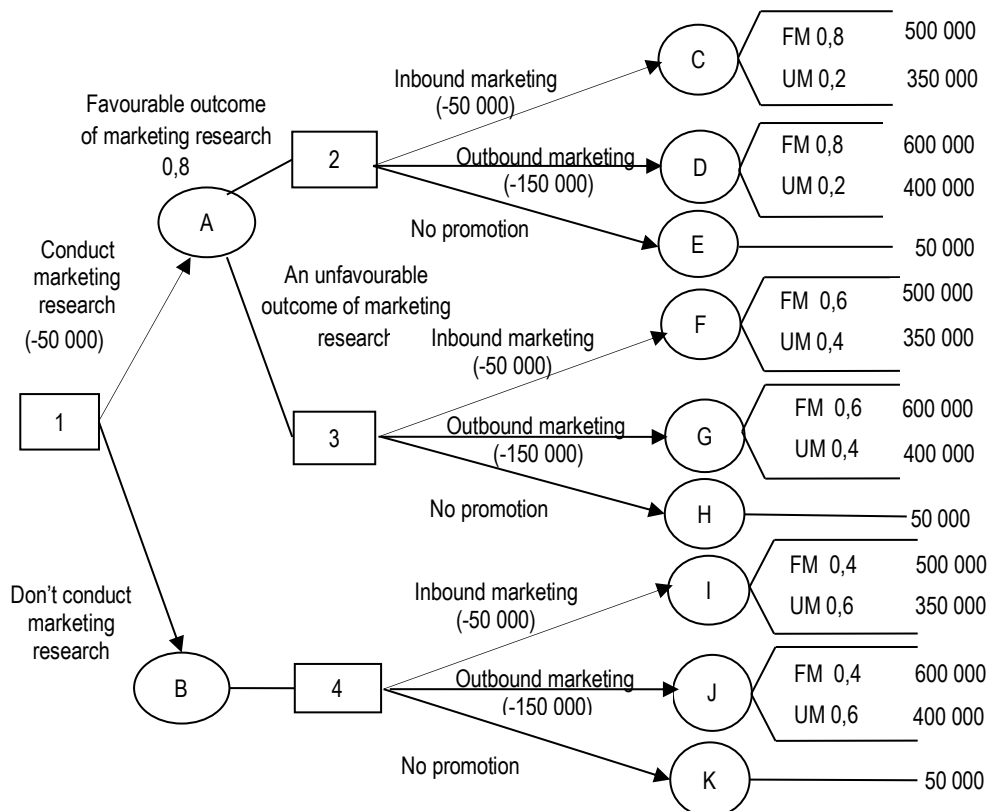 FM 0,8
500 000
C
UM 0,2
350 000
Inbound marketing
(-50 000)
Favourable outcome
of marketing research
0,8
2
Outbound marketing
(-150 000)
D
FM 0,8
600 000
UM 0,2
400 000
A
No promotion
E
50 000
Conduct
marketing
research
(-50 000)
An unfavourable
outcome of marketing
research
Inbound marketing
(-50 000)
F
FM 0,6
500 000
UM 0,4
350 000
1
3
Outbound marketing
(-150 000)
G
FM 0,6
600 000
UM 0,4
400 000
No promotion
H
50 000
Don't conduct
marketing
research
Inbound marketing
(-50 000)
I
FM 0,4
500 000
UM 0,6
350 000
B
4
Outbound marketing
(-150 000)
J
FM 0,4
600 000
UM 0,6
400 000
No promotion
K
50 000